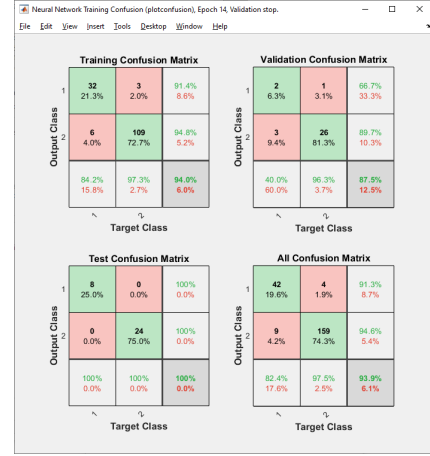 Neural Network Training Confusion (plotconfusion), Epoch 14, Validation stop.
File Edit View Insert Tools Desktop Window Help
Training Confusion Matrix
1 32 3 91.4%
21.3% 2.0% 8.6%
2 6 109 94.8%
4.0% 72.7% 5.2%
84.2% 97.3% 94.0%
15.8% 2.7% 6.0%
1 2
Target Class
Output Class
Validation Confusion Matrix
1 2 1 66.7%
6.3% 3.1% 33.3%
2 3 26 89.7%
9.4% 81.3% 10.3%
40.0% 96.3% 87.5%
60.0% 3.7% 12.5%
1 2
Target Class
Output Class
Test Confusion Matrix
1 8 0 100%
25.0% 0.0% 0.0%
2 0 24 100%
0.0% 75.0% 0.0%
100% 100% 100%
0.0% 0.0% 0.0%
1 2
Target Class
Output Class
All Confusion Matrix
1 42 4 91.3%
19.6% 1.9% 8.7%
2 9 159 94.6%
4.2% 74.3% 5.4%
82.4% 97.5% 93.9%
17.6% 2.5% 6.1%
1 2
Target Class
Output Class